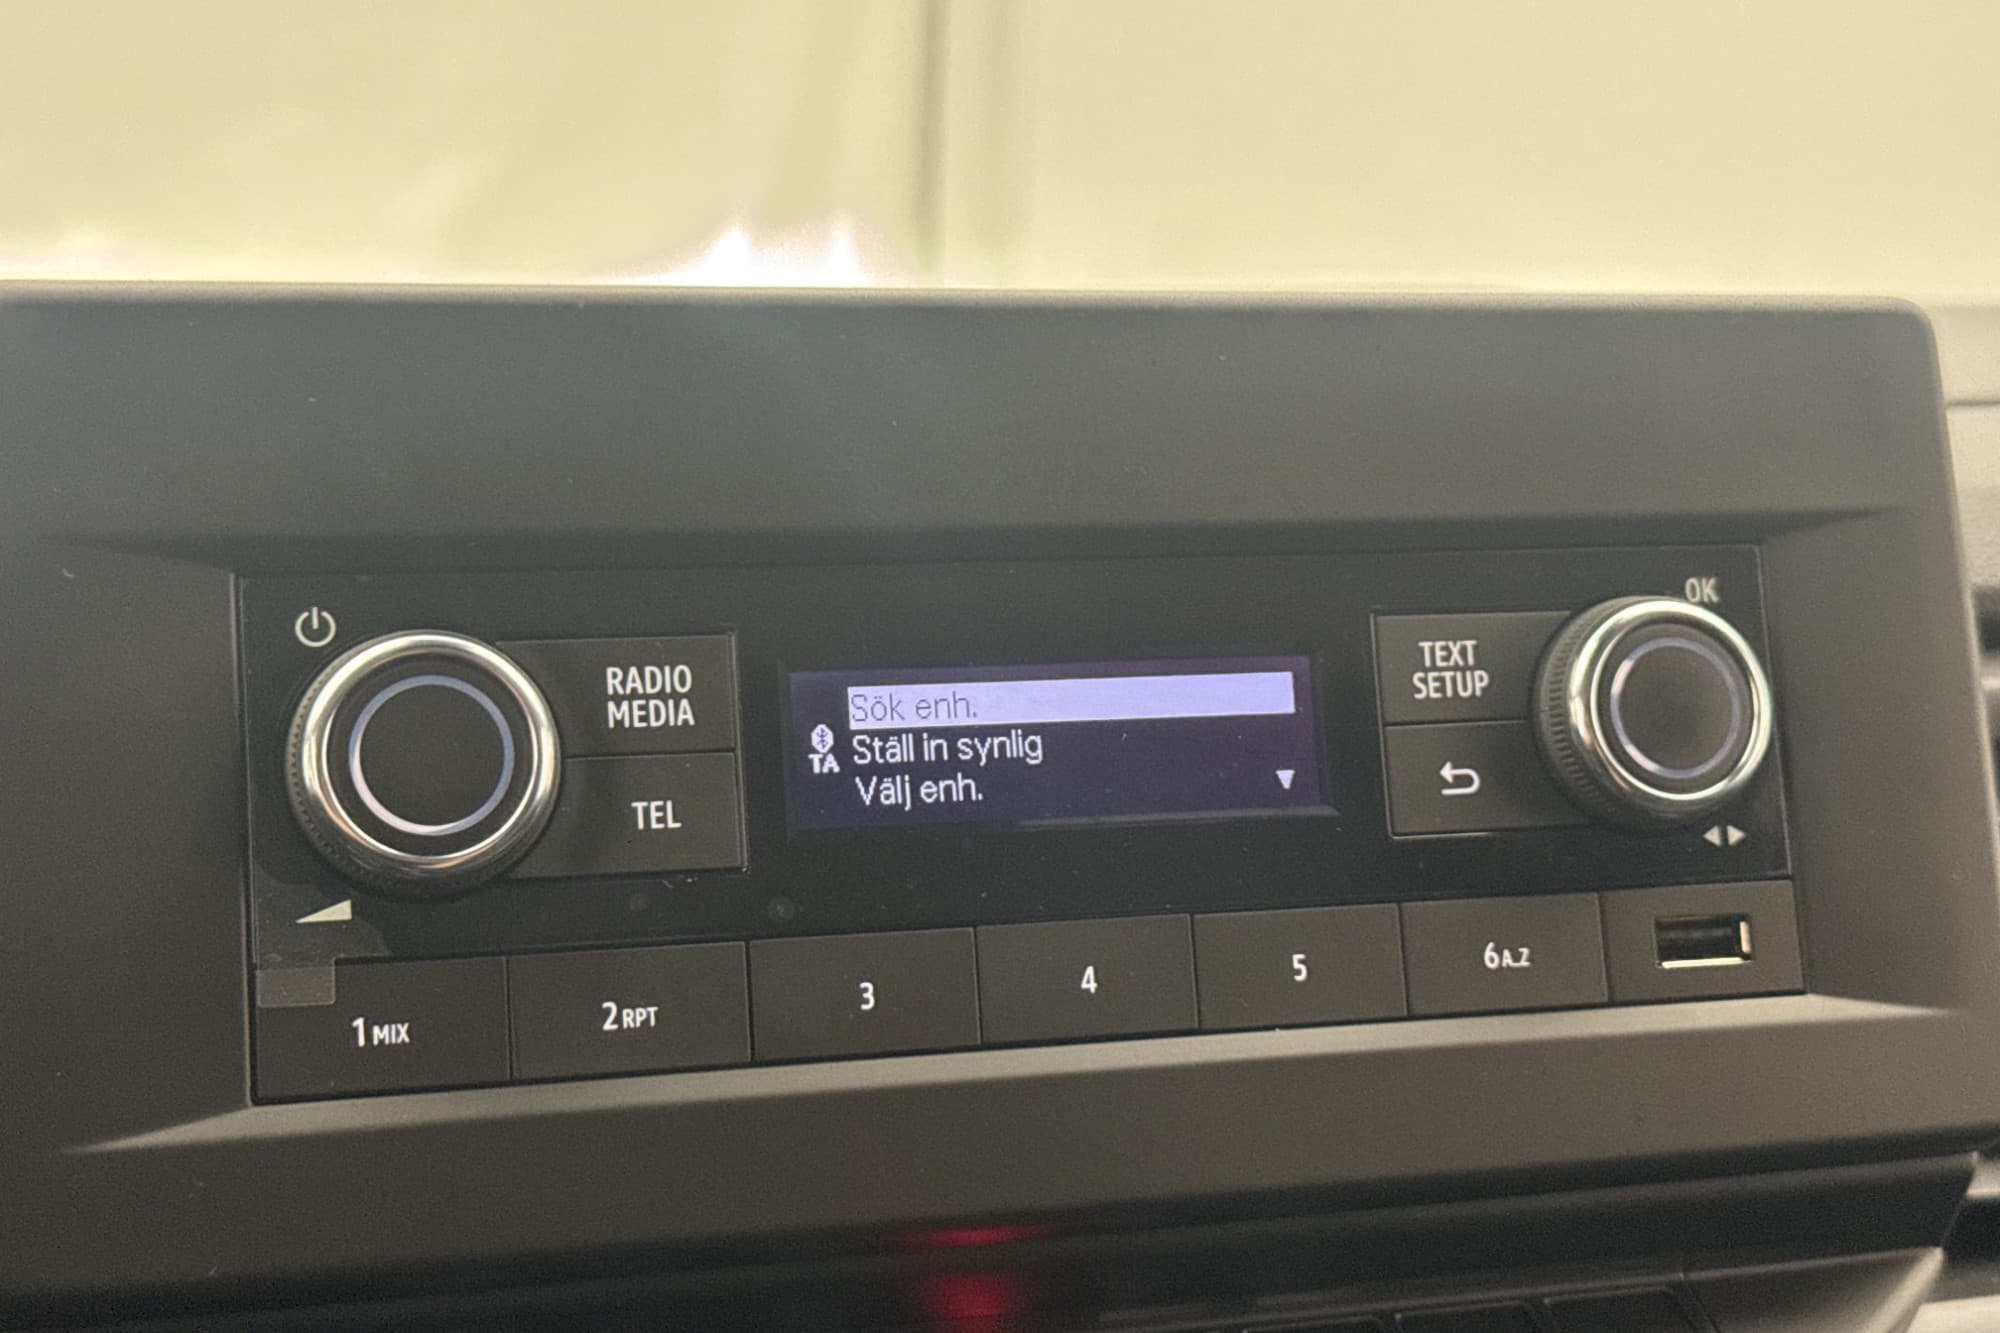 OK
RADIO
MEDIA
TEXT
SETUP
Sök enh.
Ställ in synlig
TA
Välj enh.
TEL
1 MIX
2 RPT
3
4
5
6 A_Z